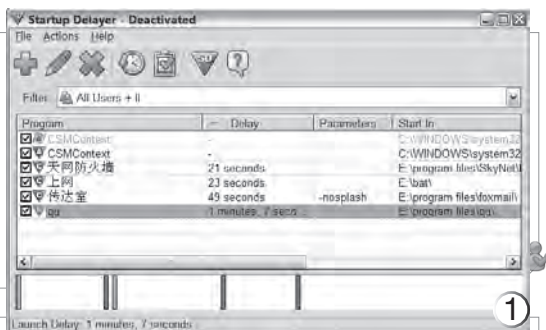 Startup Delayer - Deactivated
File Actions Help
Filter: All Users + ll
Program Delay Parameters Start In
CSMContext - C:\WINDOWS\system32
CSMContext - C:\WINDOWS\system32
天网防火墙 21 seconds E:\program files\SkyNet\
上网 23 seconds E:\bat\
传达室 49 seconds -nosplash E:\program files\foxmail\
qq 1 minutes, 7 seco E:\program files\qq\
Launch Delay: 1 minutes, 7 seconds
①